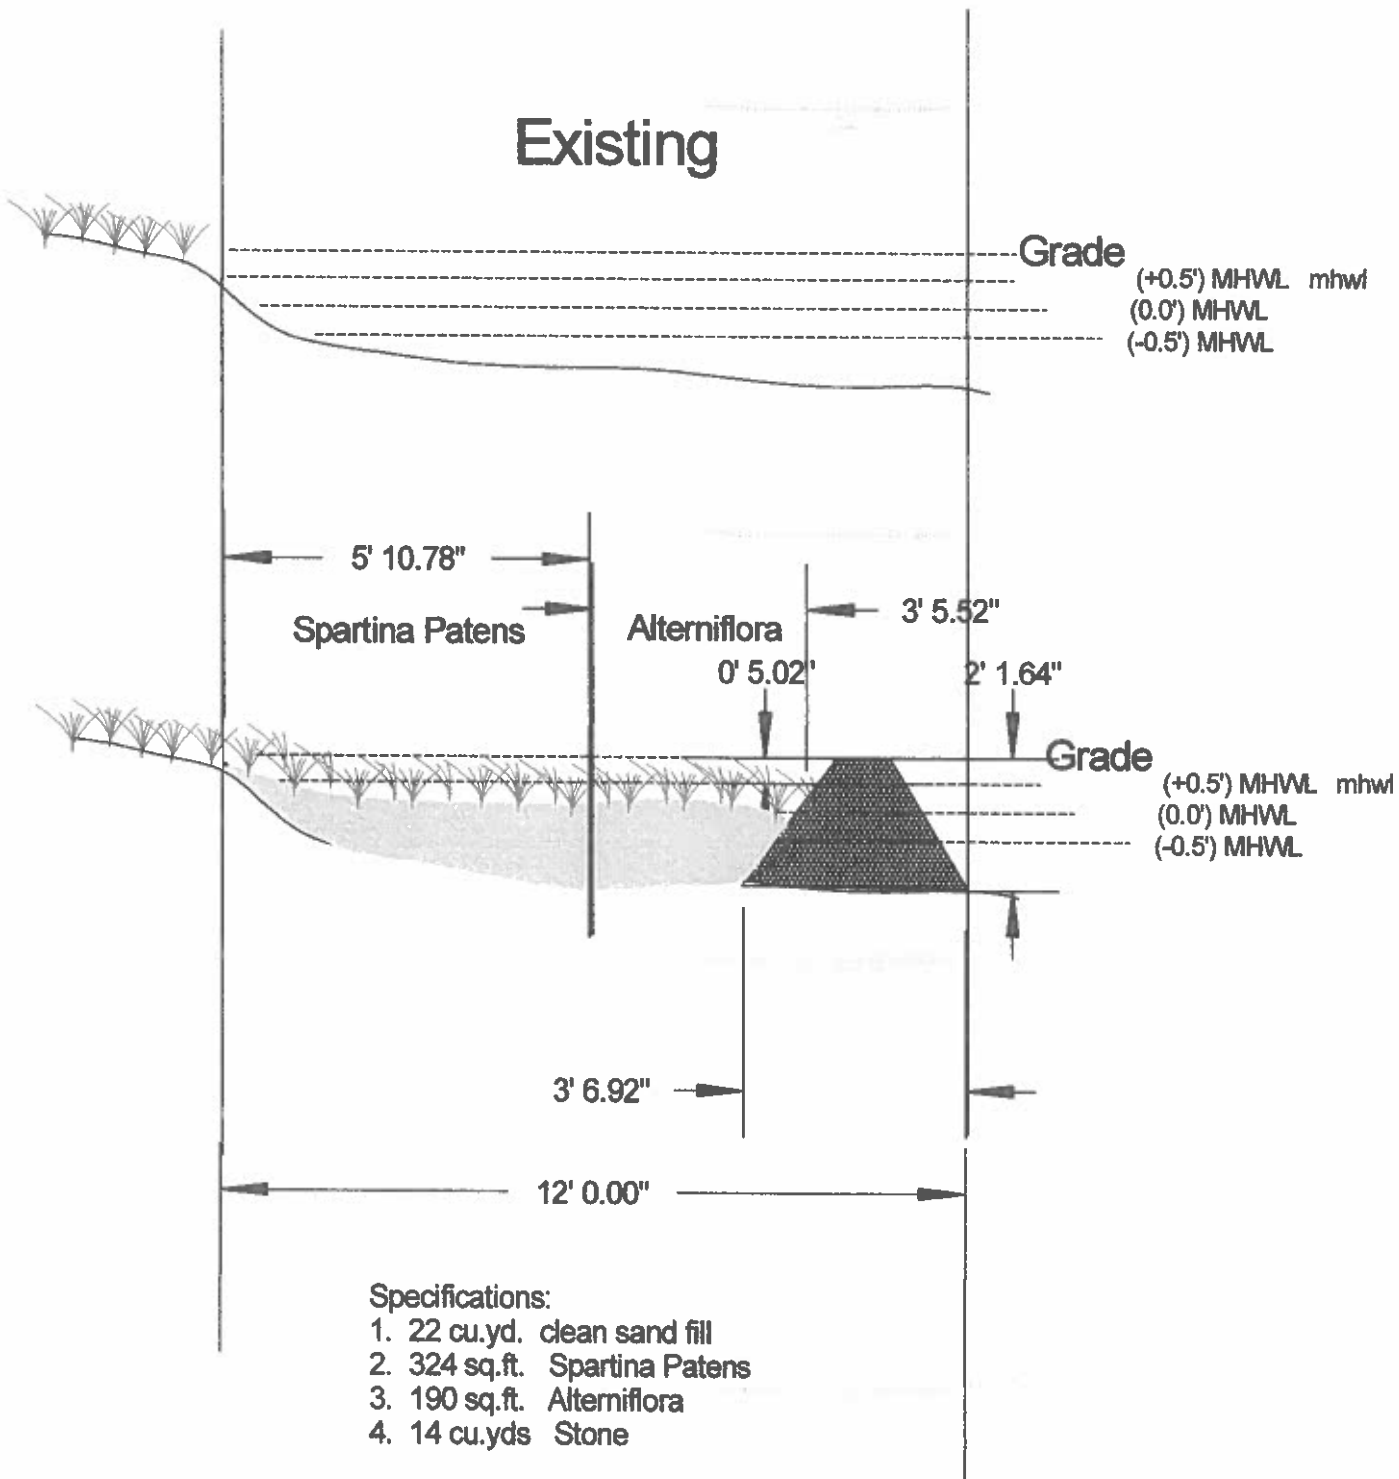 Existing
Grade
(+0.5') MHWL mhwl
(0.0') MHWL
(-0.5') MHWL
5' 10.78"
3' 5.52"
Spartina Patens
Alterniflora
0' 5.02"
2' 1.64"
Grade
(+0.5') MHWL mhwl
(0.0') MHWL
(-0.5') MHWL
3' 6.92"
12' 0.00"
Specifications:
1. 22 cu.yd. clean sand fill
2. 324 sq.ft. Spartina Patens
3. 190 sq.ft. Alterniflora
4. 14 cu.yds Stone